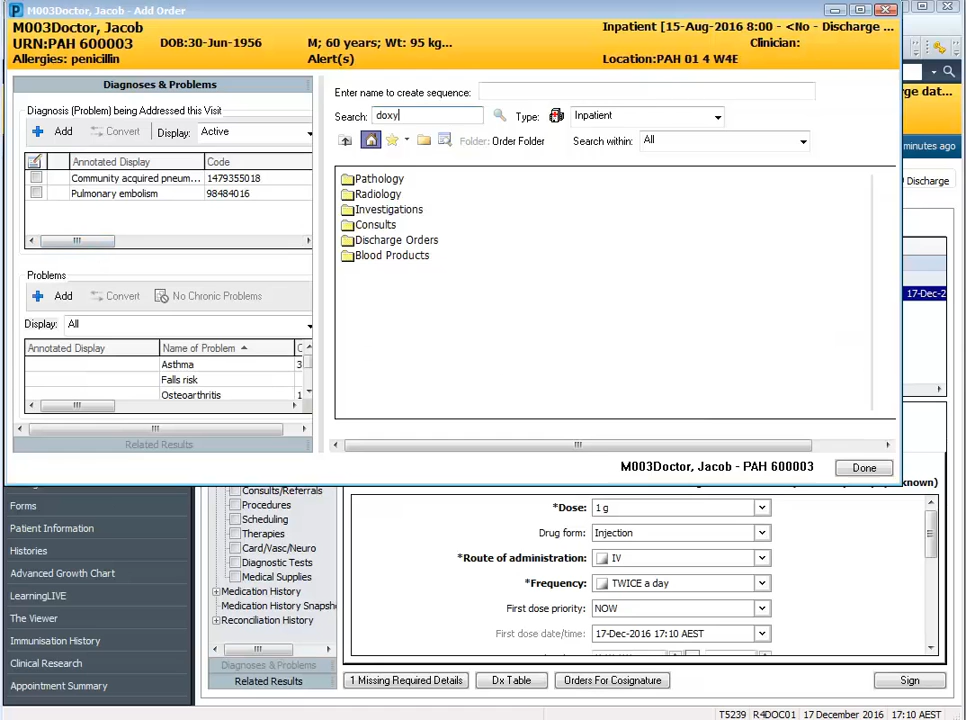 M003Doctor, Jacob - Add Order
M003Doctor, Jacob
URN:PAH 600003
DOB:30-Jun-1956
M; 60 years; Wt: 95 kg...
Inpatient [15-Aug-2016 8:00 - <No - Discharge ...
Clinician:
Allergies: penicillin
Alert(s)
Location:PAH 01 4 W4E
Diagnoses & Problems
Diagnosis (Problem) being Addressed this Visit
Add Convert Display: Active
Annotated Display Code
Community acquired pneum... 1479355018
Pulmonary embolism 98484016
Problems
Add Convert No Chronic Problems
Display: All
Annotated Display Name of Problem C
Asthma 3
Falls risk
Osteoarthritis 1
Related Results
Enter name to create sequence:
Search: doxy Type: Inpatient
Folder: Order Folder Search within: All
Pathology
Radiology
Investigations
Consults
Discharge Orders
Blood Products
M003Doctor, Jacob - PAH 600003 Done
ge dat...
minutes ago
Discharge
17-Dec-2
known)
Forms
Patient Information
Histories
Advanced Growth Chart
LearningLIVE
The Viewer
Immunisation History
Clinical Research
Appointment Summary
Consults/Referrals
Procedures
Scheduling
Therapies
Card/Vasc/Neuro
Diagnostic Tests
Medical Supplies
Medication History
Medication History Snapsh
Reconciliation History
Diagnoses & Problems
Related Results
*Dose: 1 g
Drug form: Injection
*Route of administration: IV
*Frequency: TWICE a day
First dose priority: NOW
First dose date/time: 17-Dec-2016 17:10 AEST
1 Missing Required Details Dx Table Orders For Cosignature Sign
T5239 R4DOC01 17 December 2016 17:10 AEST